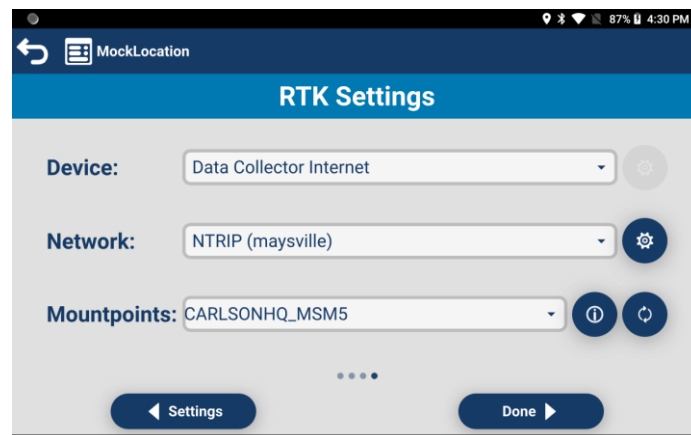 87% 4:30 PM
MockLocation
RTK Settings
Device: Data Collector Internet
Network: NTRIP (maysville)
Mountpoints: CARLSONHQ_MSM5
Settings Done